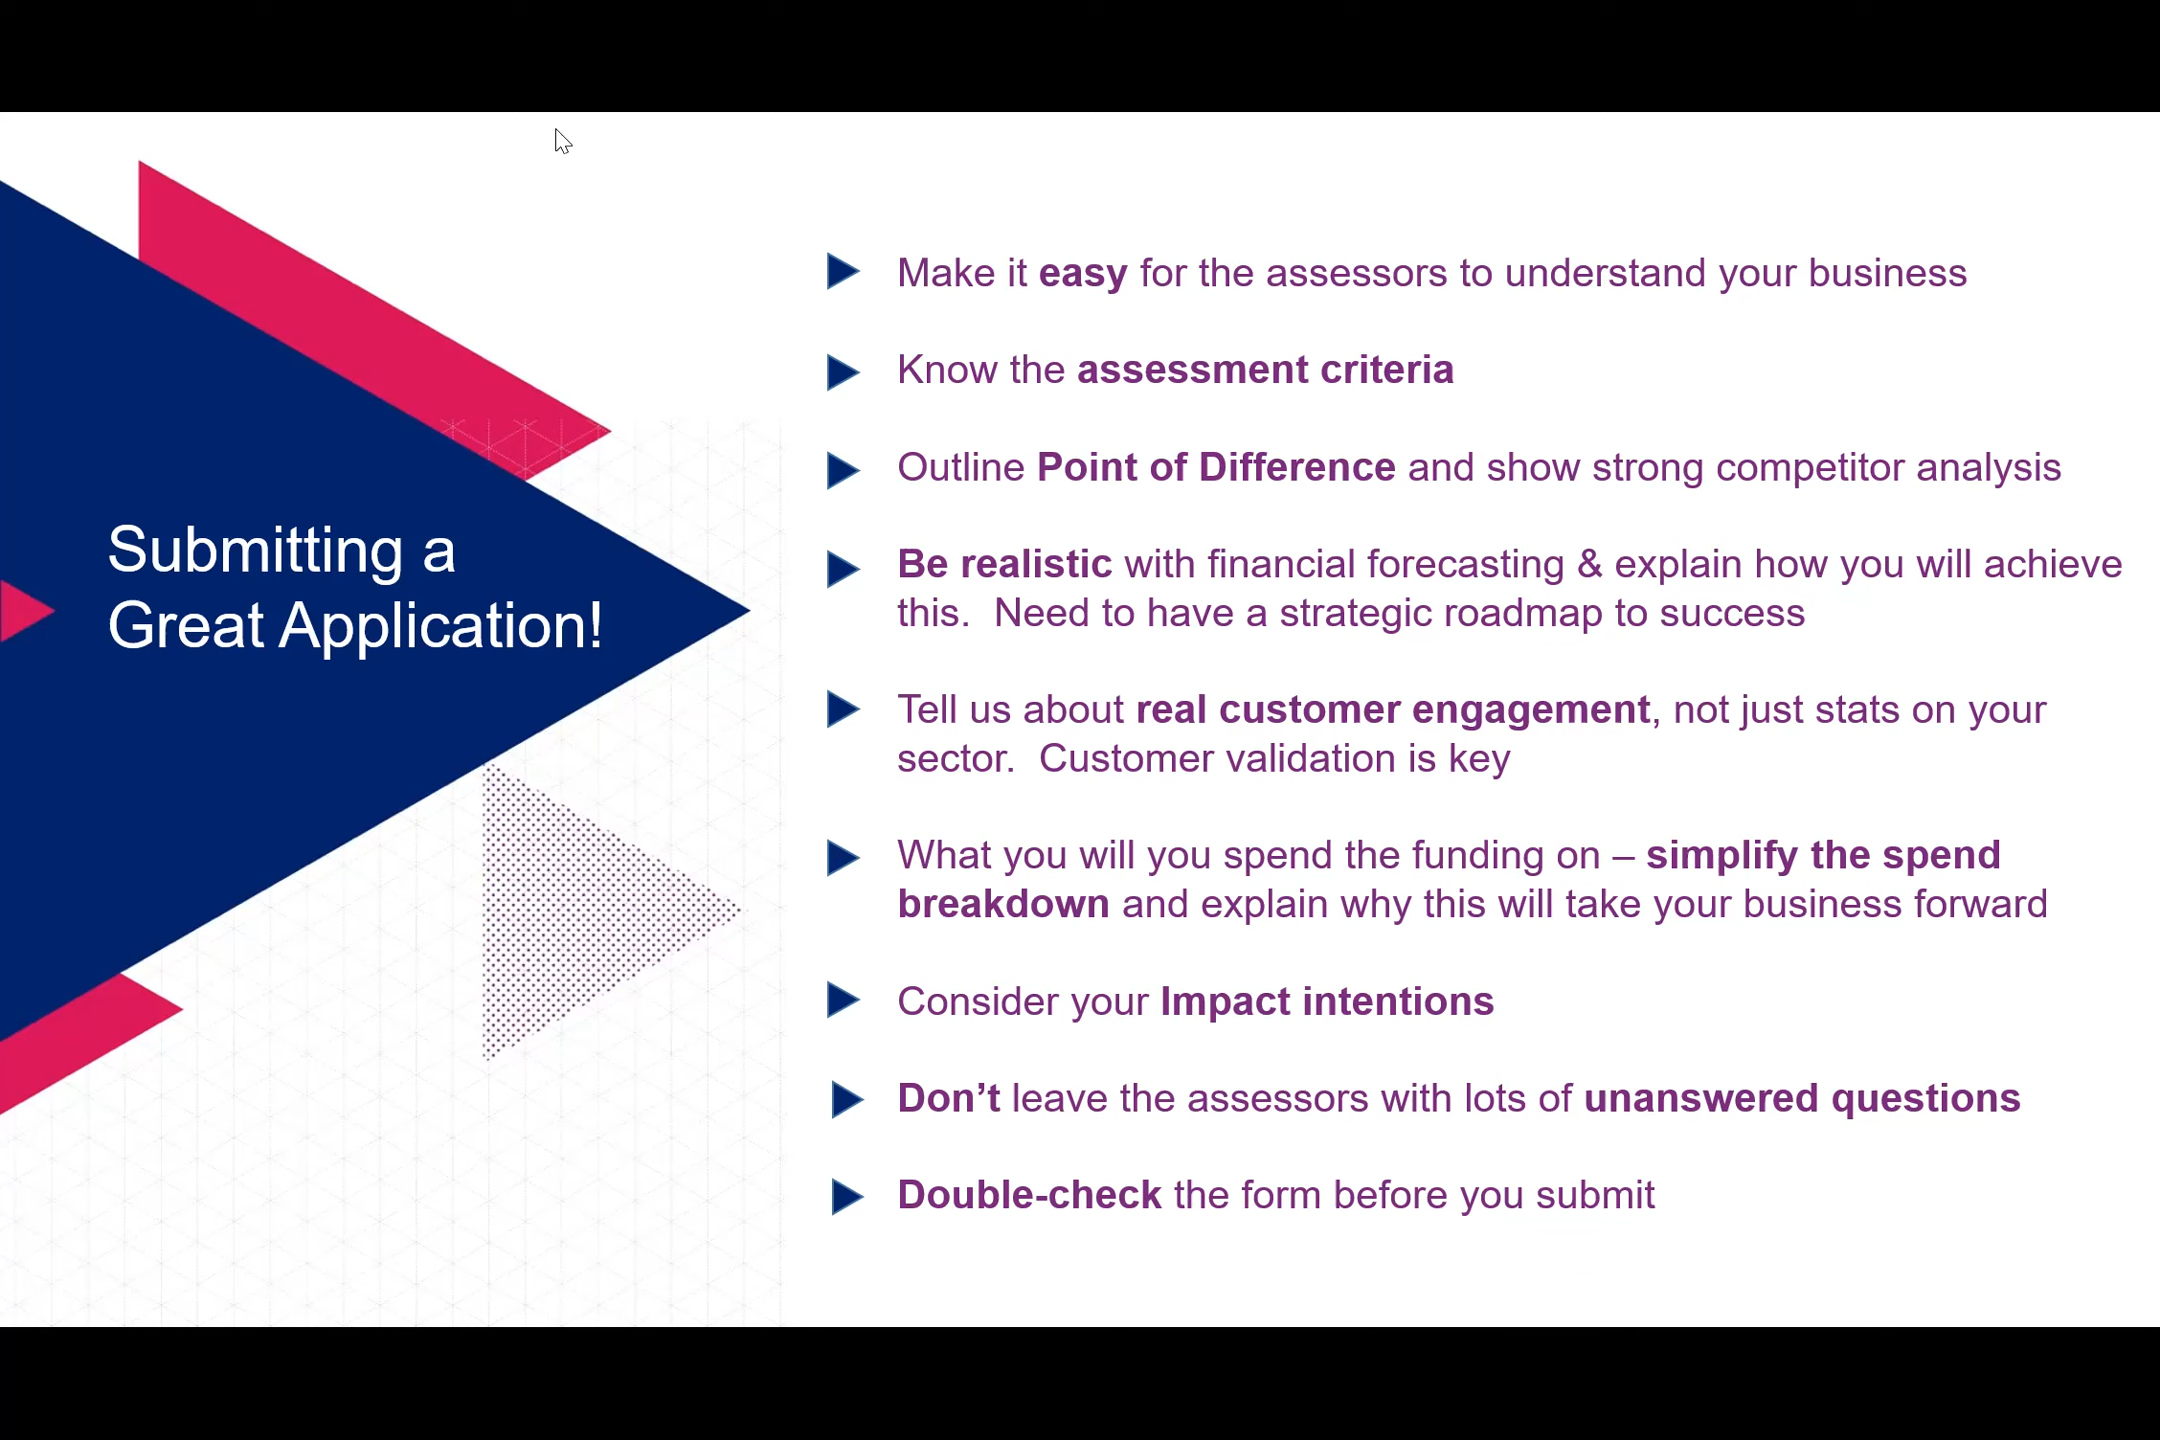 Submitting a
Great Application!
Make it easy for the assessors to understand your business
Know the assessment criteria
Outline Point of Difference and show strong competitor analysis
Be realistic with financial forecasting & explain how you will achieve
this.  Need to have a strategic roadmap to success
Tell us about real customer engagement, not just stats on your
sector.  Customer validation is key
What you will you spend the funding on – simplify the spend
breakdown and explain why this will take your business forward
Consider your Impact intentions
Don’t leave the assessors with lots of unanswered questions
Double-check the form before you submit